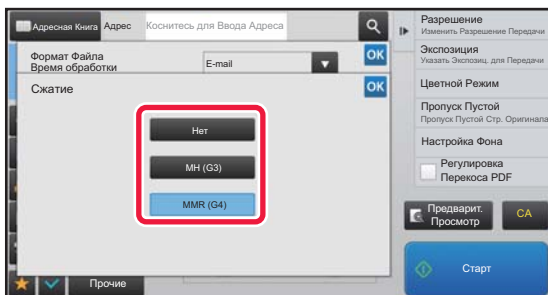 Адресная Книга
Адрес
Коснитесь для Ввода Адреса
Формат Файла
Время обработки
E-mail
OK
Сжатие
OK
Нет
MH (G3)
MMR (G4)
Прочие
Разрешение
Изменить Разрешение Передачи
Экспозиция
Указать Экспозиц. для Передачи
Цветной Режим
Пропуск Пустой
Пропуск Пустой Стр. Оригинала
Настройка Фона
Регулировка
Перекоса PDF
Предварит.
Просмотр
CA
Старт